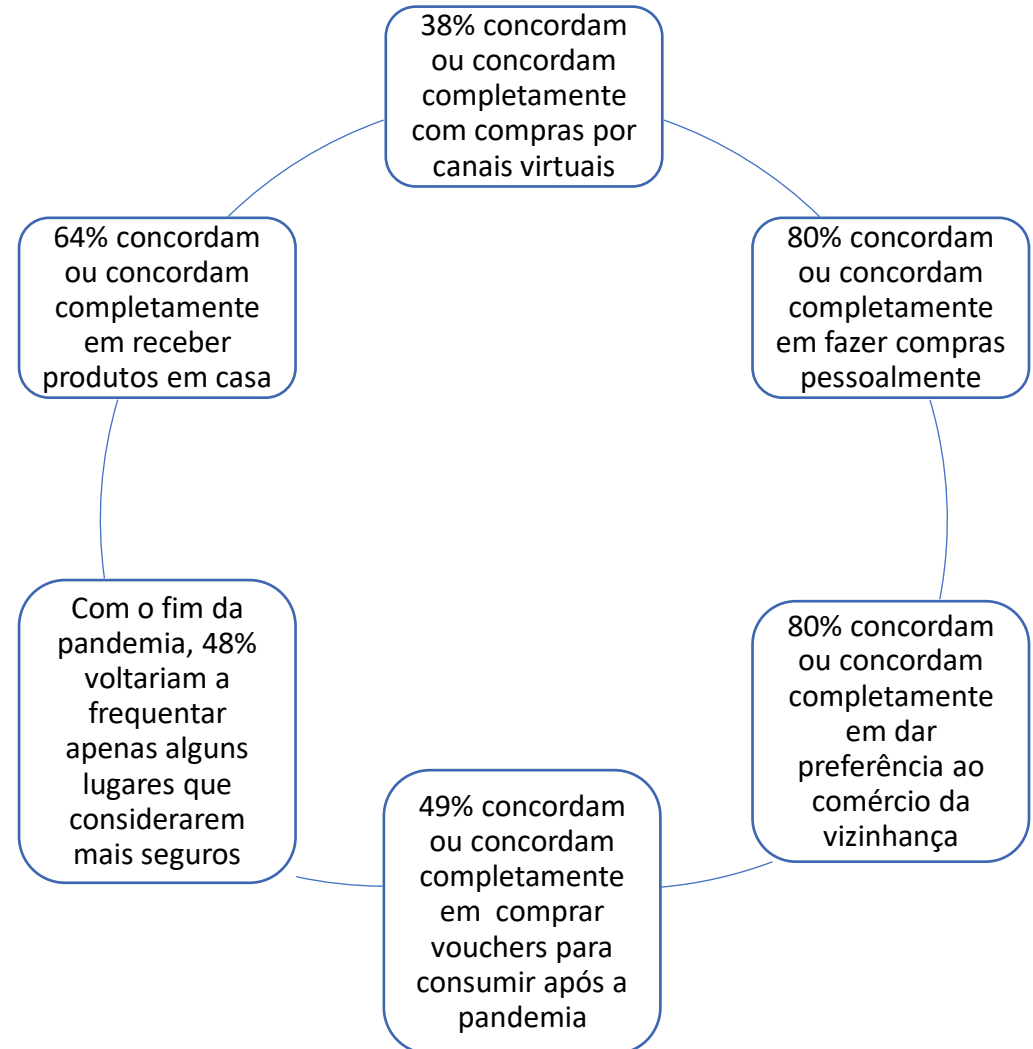 38% concordam
ou concordam
completamente
com compras por
canais virtuais
80% concordam
ou concordam
completamente
em fazer compras
pessoalmente
80% concordam
ou concordam
completamente
em dar
preferência ao
comércio da
vizinhança
49% concordam
ou concordam
completamente
em comprar
vouchers para
consumir após a
pandemia
Com o fim da
pandemia, 48%
voltariam a
frequentar
apenas alguns
lugares que
considerarem
mais seguros
64% concordam
ou concordam
completamente
em receber
produtos em casa